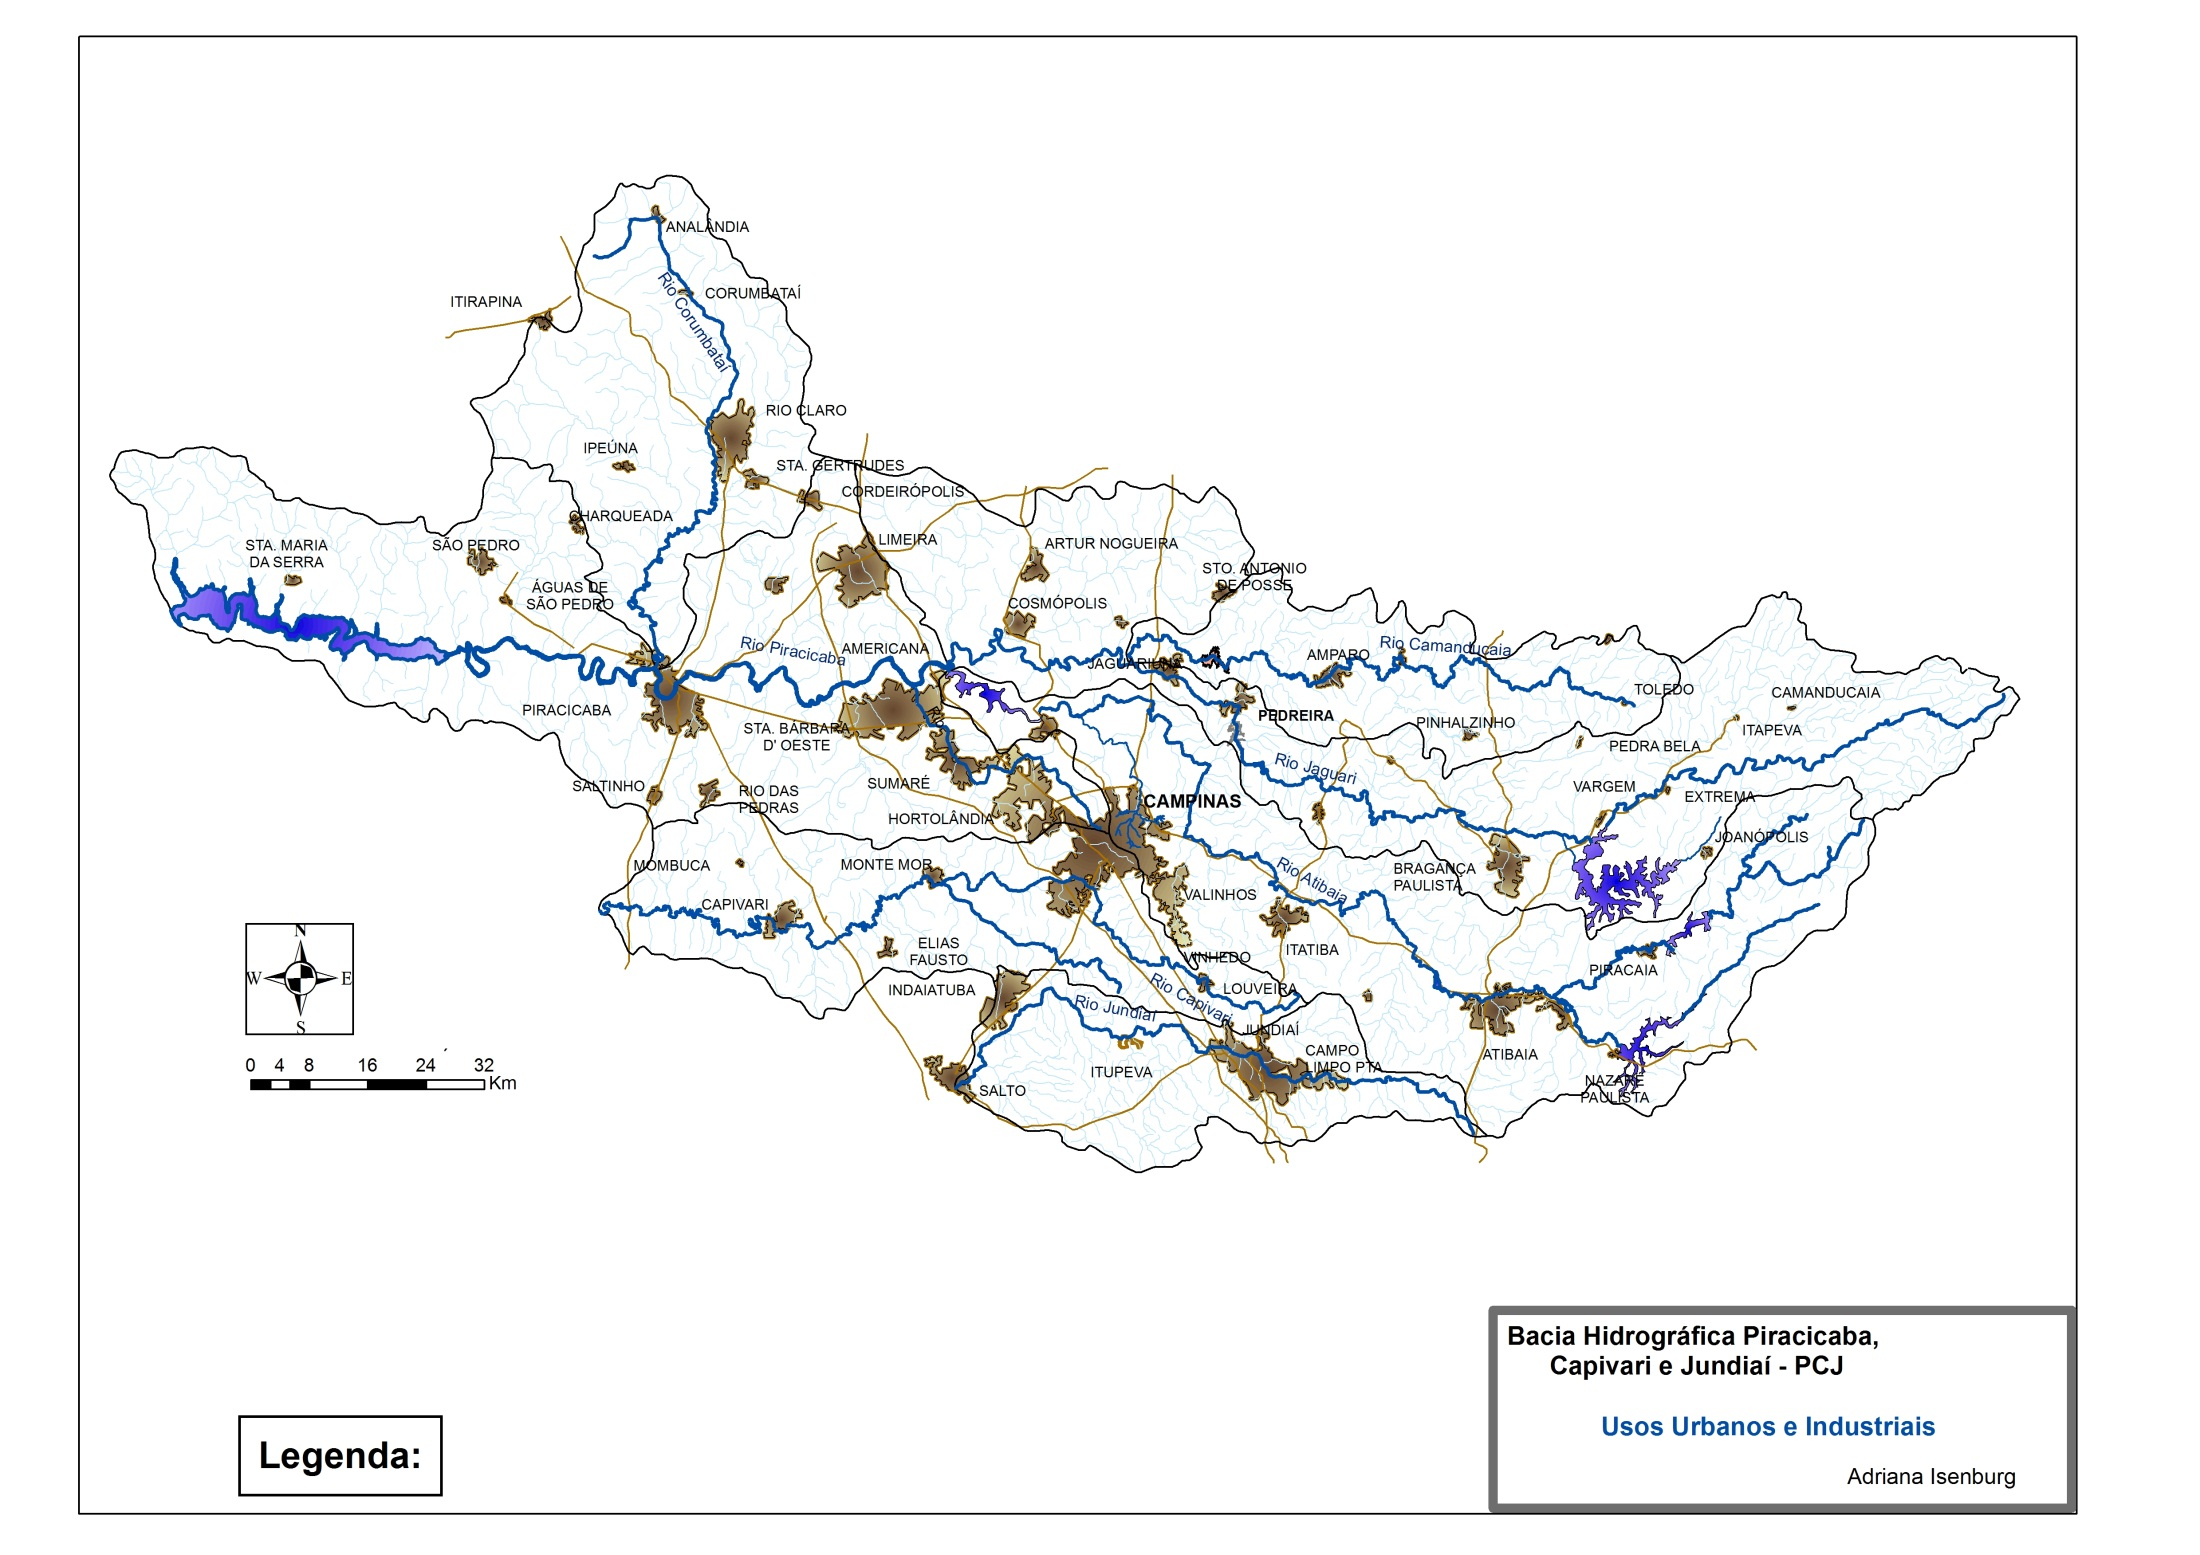 ANALÂNDIA
Rio Corumbataí
CORUMBATAÍ
ITIRAPINA
RIO CLARO
IPEÚNA
STA. GERTRUDES
CORDEIRÓPOLIS
CHARQUEADA
STA. MARIA
DA SERRA
SÃO PEDRO
LIMEIRA
ARTUR NOGUEIRA
ÁGUAS DE
SÃO PEDRO
STO. ANTONIO
DE POSSE
COSMÓPOLIS
Rio Piracicaba
AMERICANA
JAGUARIUNA
AMPARO
Rio Camanducaia
TOLEDO
CAMANDUCAIA
PIRACICABA
STA. BÁRBARA
D' OESTE
PEDREIRA
PINHALZINHO
ITAPEVA
PEDRA BELA
Rio Jaguari
SALTINHO
RIO DAS
PEDRAS
SUMARÉ
VARGEM
EXTREMA
HORTOLÂNDIA
CAMPINAS
JOANÓPOLIS
MOMBUCA
MONTE MOR
Rio Atibaia
BRAGANÇA
PAULISTA
CAPIVARI
VALINHOS
ELIAS
FAUSTO
ITATIBA
VINHEDO
PIRACAIA
INDAIATUBA
Rio Capivari
LOUVEIRA
Rio Jundiaí
JUNDIAÍ
CAMPO
LIMPO PTA
ATIBAIA
ITUPEVA
SALTO
NAZARÉ
PAULISTA
N
W E
S
0 4 8 16 24 32
Km
Bacia Hidrográfica Piracicaba,
Capivari e Jundiaí - PCJ
Usos Urbanos e Industriais
Adriana Isenburg
Legenda: